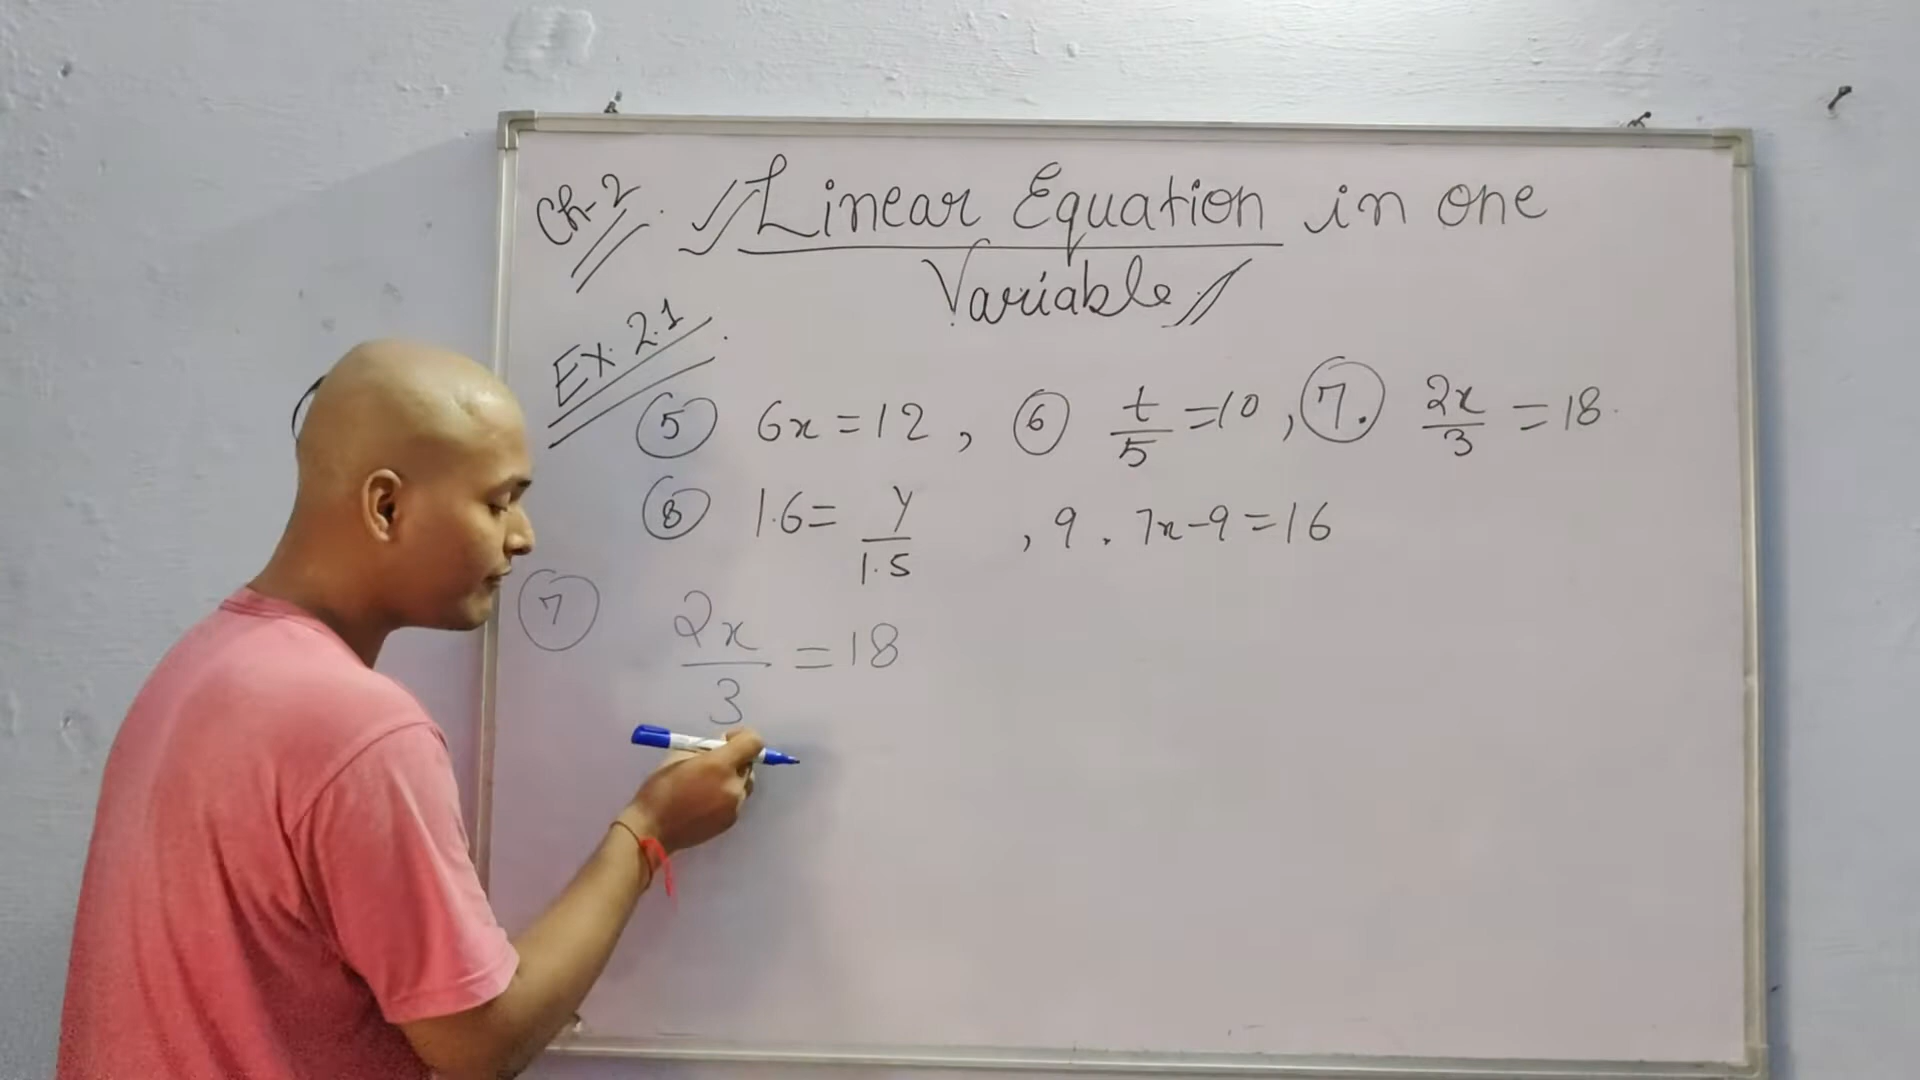 Ch-2 Linear Equation in one
Variable
Ex. 2.1
5 6x=12, 6 t/5=10, 7. 2x/3=18
8 1.6= y/1.5 , 9. 7x-9=16
7 2x/3=18